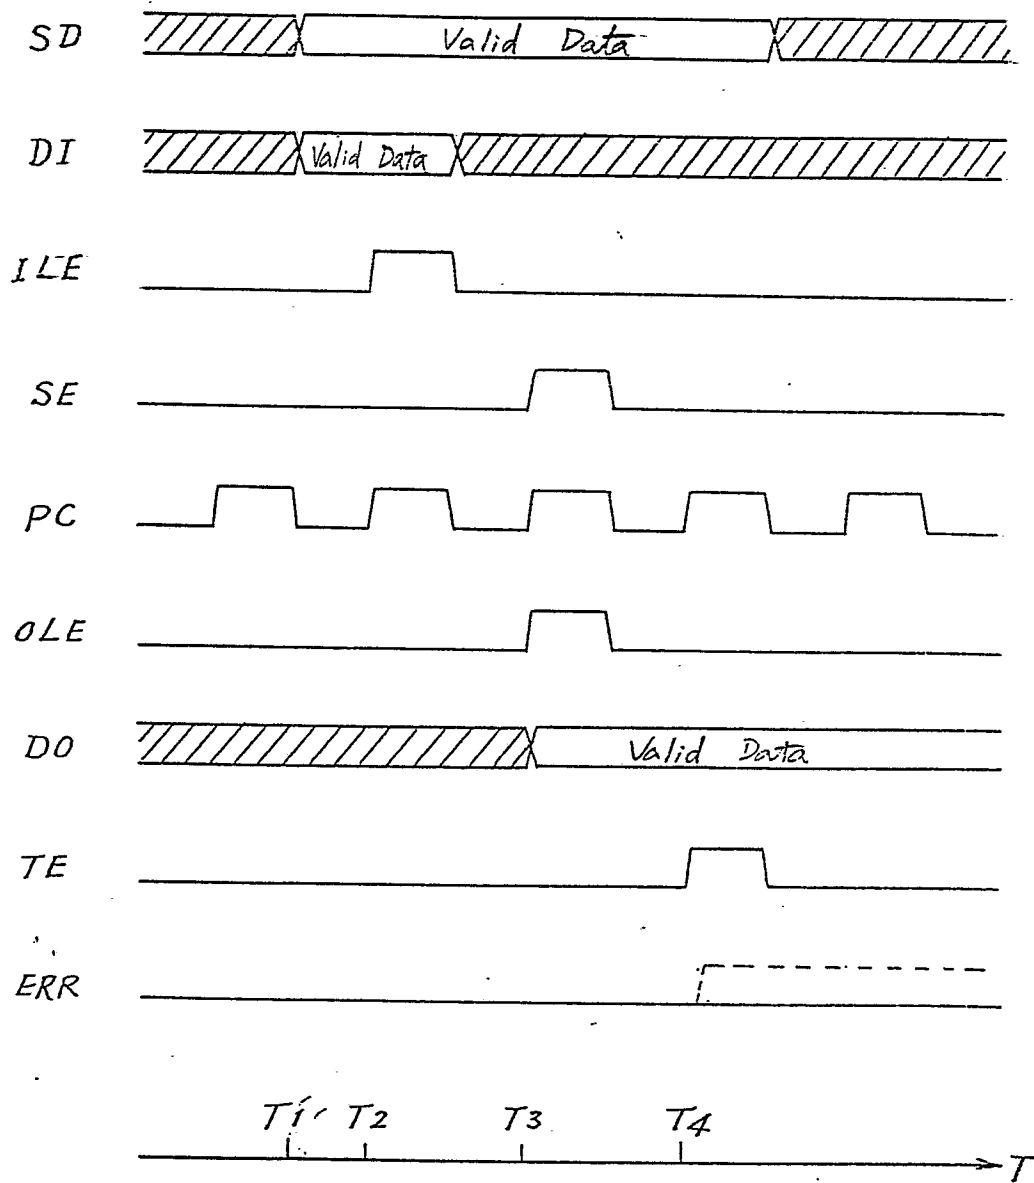 SD Valid Data
DI Valid Data
ILE
SE
PC
OLE
DO Valid Data
TE
ERR
T1 T2 T3 T4
T